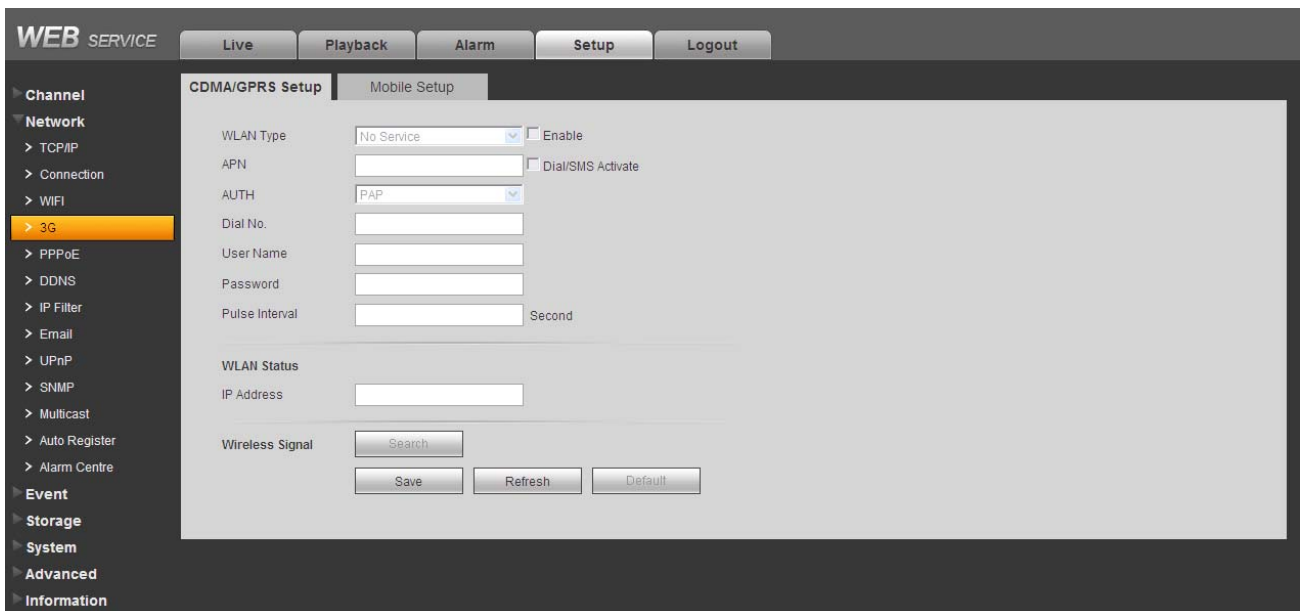 WEB SERVICE
Live Playback Alarm Setup Logout
CDMA/GPRS Setup Mobile Setup
Channel
Network
> TCP/IP
> Connection
> WIFI
> 3G
> PPPoE
> DDNS
> IP Filter
> Email
> UPnP
> SNMP
> Multicast
> Auto Register
> Alarm Centre
Event
Storage
System
Advanced
Information
WLAN Type No Service Enable
APN Dial/SMS Activate
AUTH PAP
Dial No.
User Name
Password
Pulse Interval Second
WLAN Status
IP Address
Wireless Signal Search
Save Refresh Default